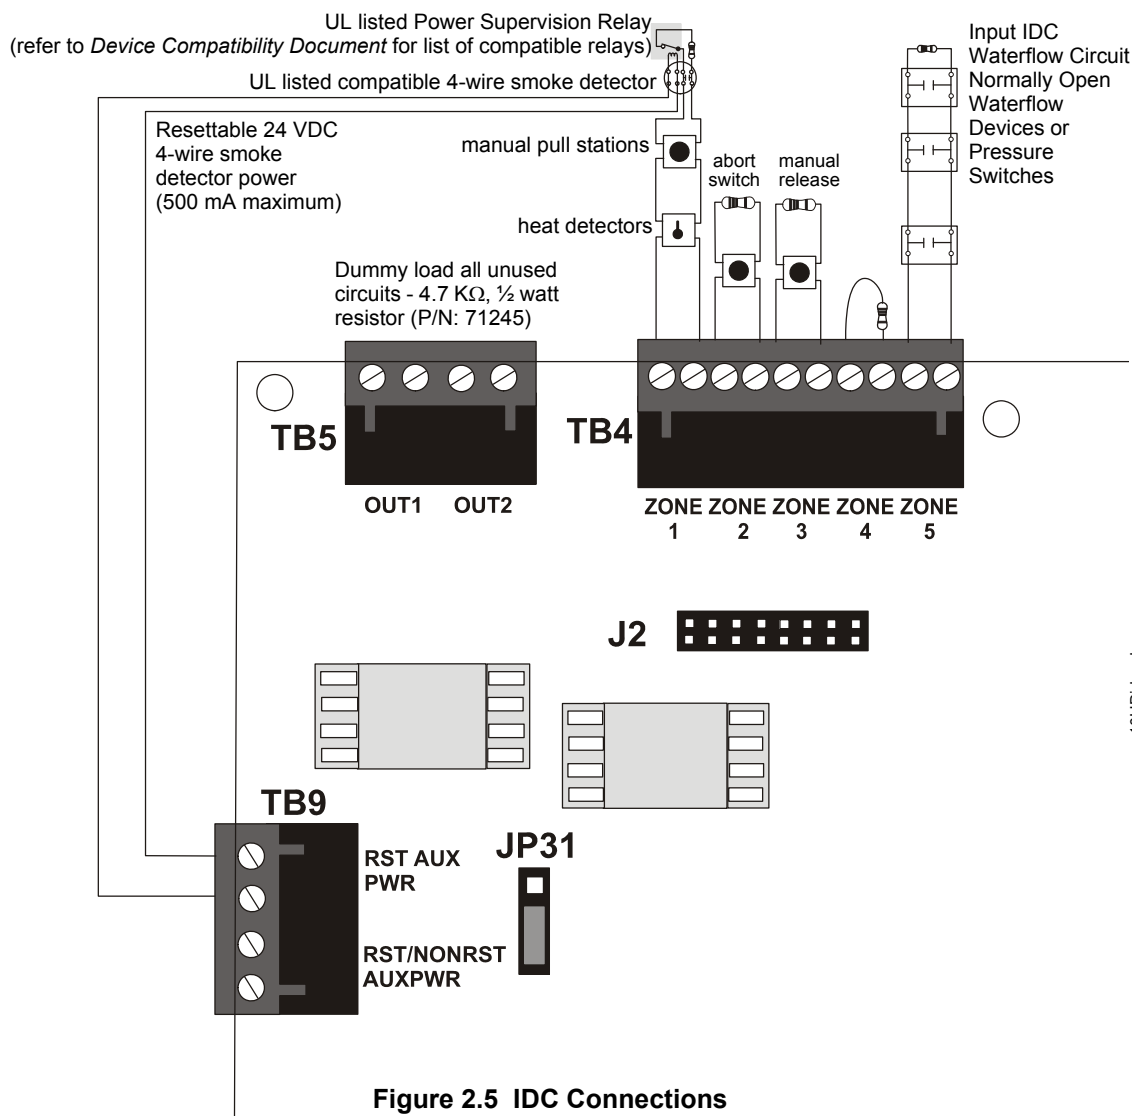 UL listed Power Supervision Relay
(refer to Device Compatibility Document for list of compatible relays)
UL listed compatible 4-wire smoke detector
Resettable 24 VDC
4-wire smoke
detector power
(500 mA maximum)
manual pull stations
heat detectors
abort
switch
manual
release
Input IDC
Waterflow Circuit
Normally Open
Waterflow
Devices or
Pressure
Switches
Dummy load all unused
circuits - 4.7 KΩ, ½ watt
resistor (P/N: 71245)
TB5
OUT1 OUT2
TB4
ZONE 1
ZONE 2
ZONE 3
ZONE 4
ZONE 5
J2
TB9
RST AUX
PWR
RST/NONRST
AUXPWR
JP31
Figure 2.5 IDC Connections